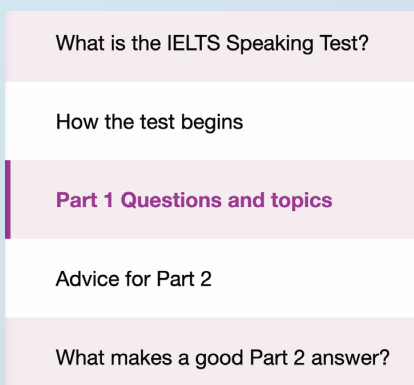 What is the IELTS Speaking Test?
How the test begins
Part 1 Questions and topics
Advice for Part 2
What makes a good Part 2 answer?